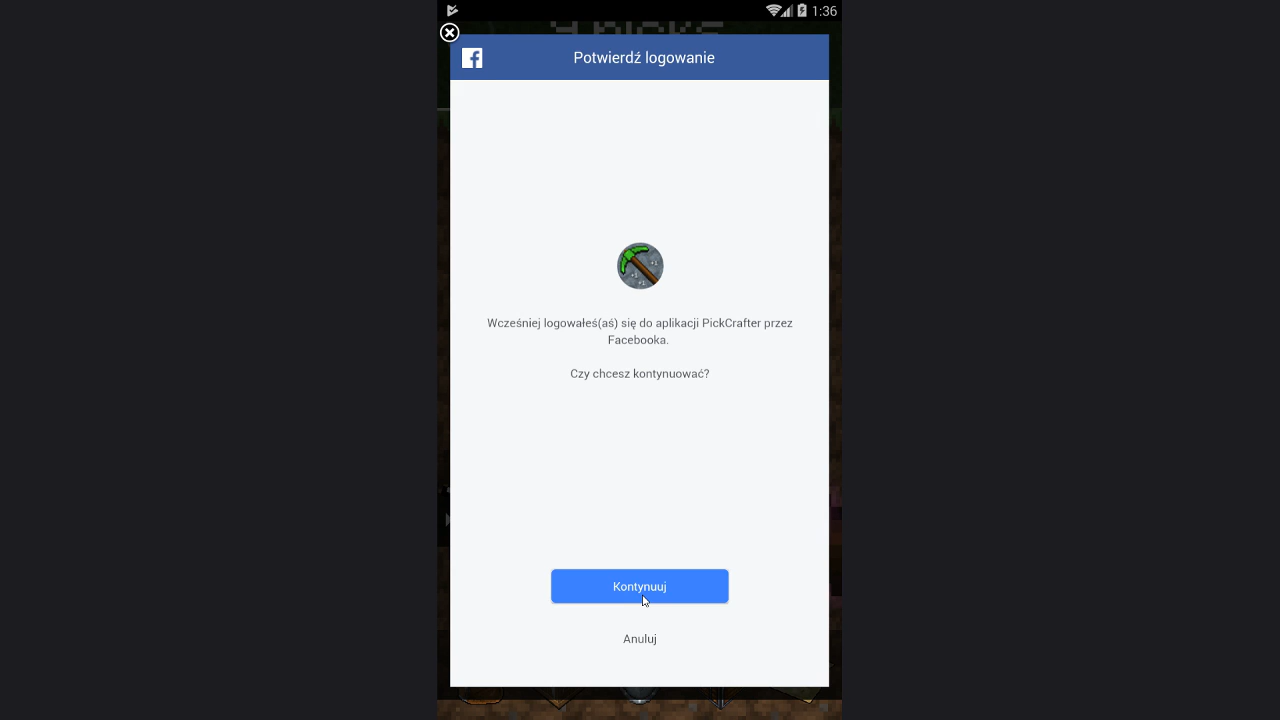 1:36
Potwierdź logowanie
Wcześniej logowałeś(aś) się do aplikacji PickCrafter przez
Facebooka.
Czy chcesz kontynuować?
Kontynuuj
Anuluj